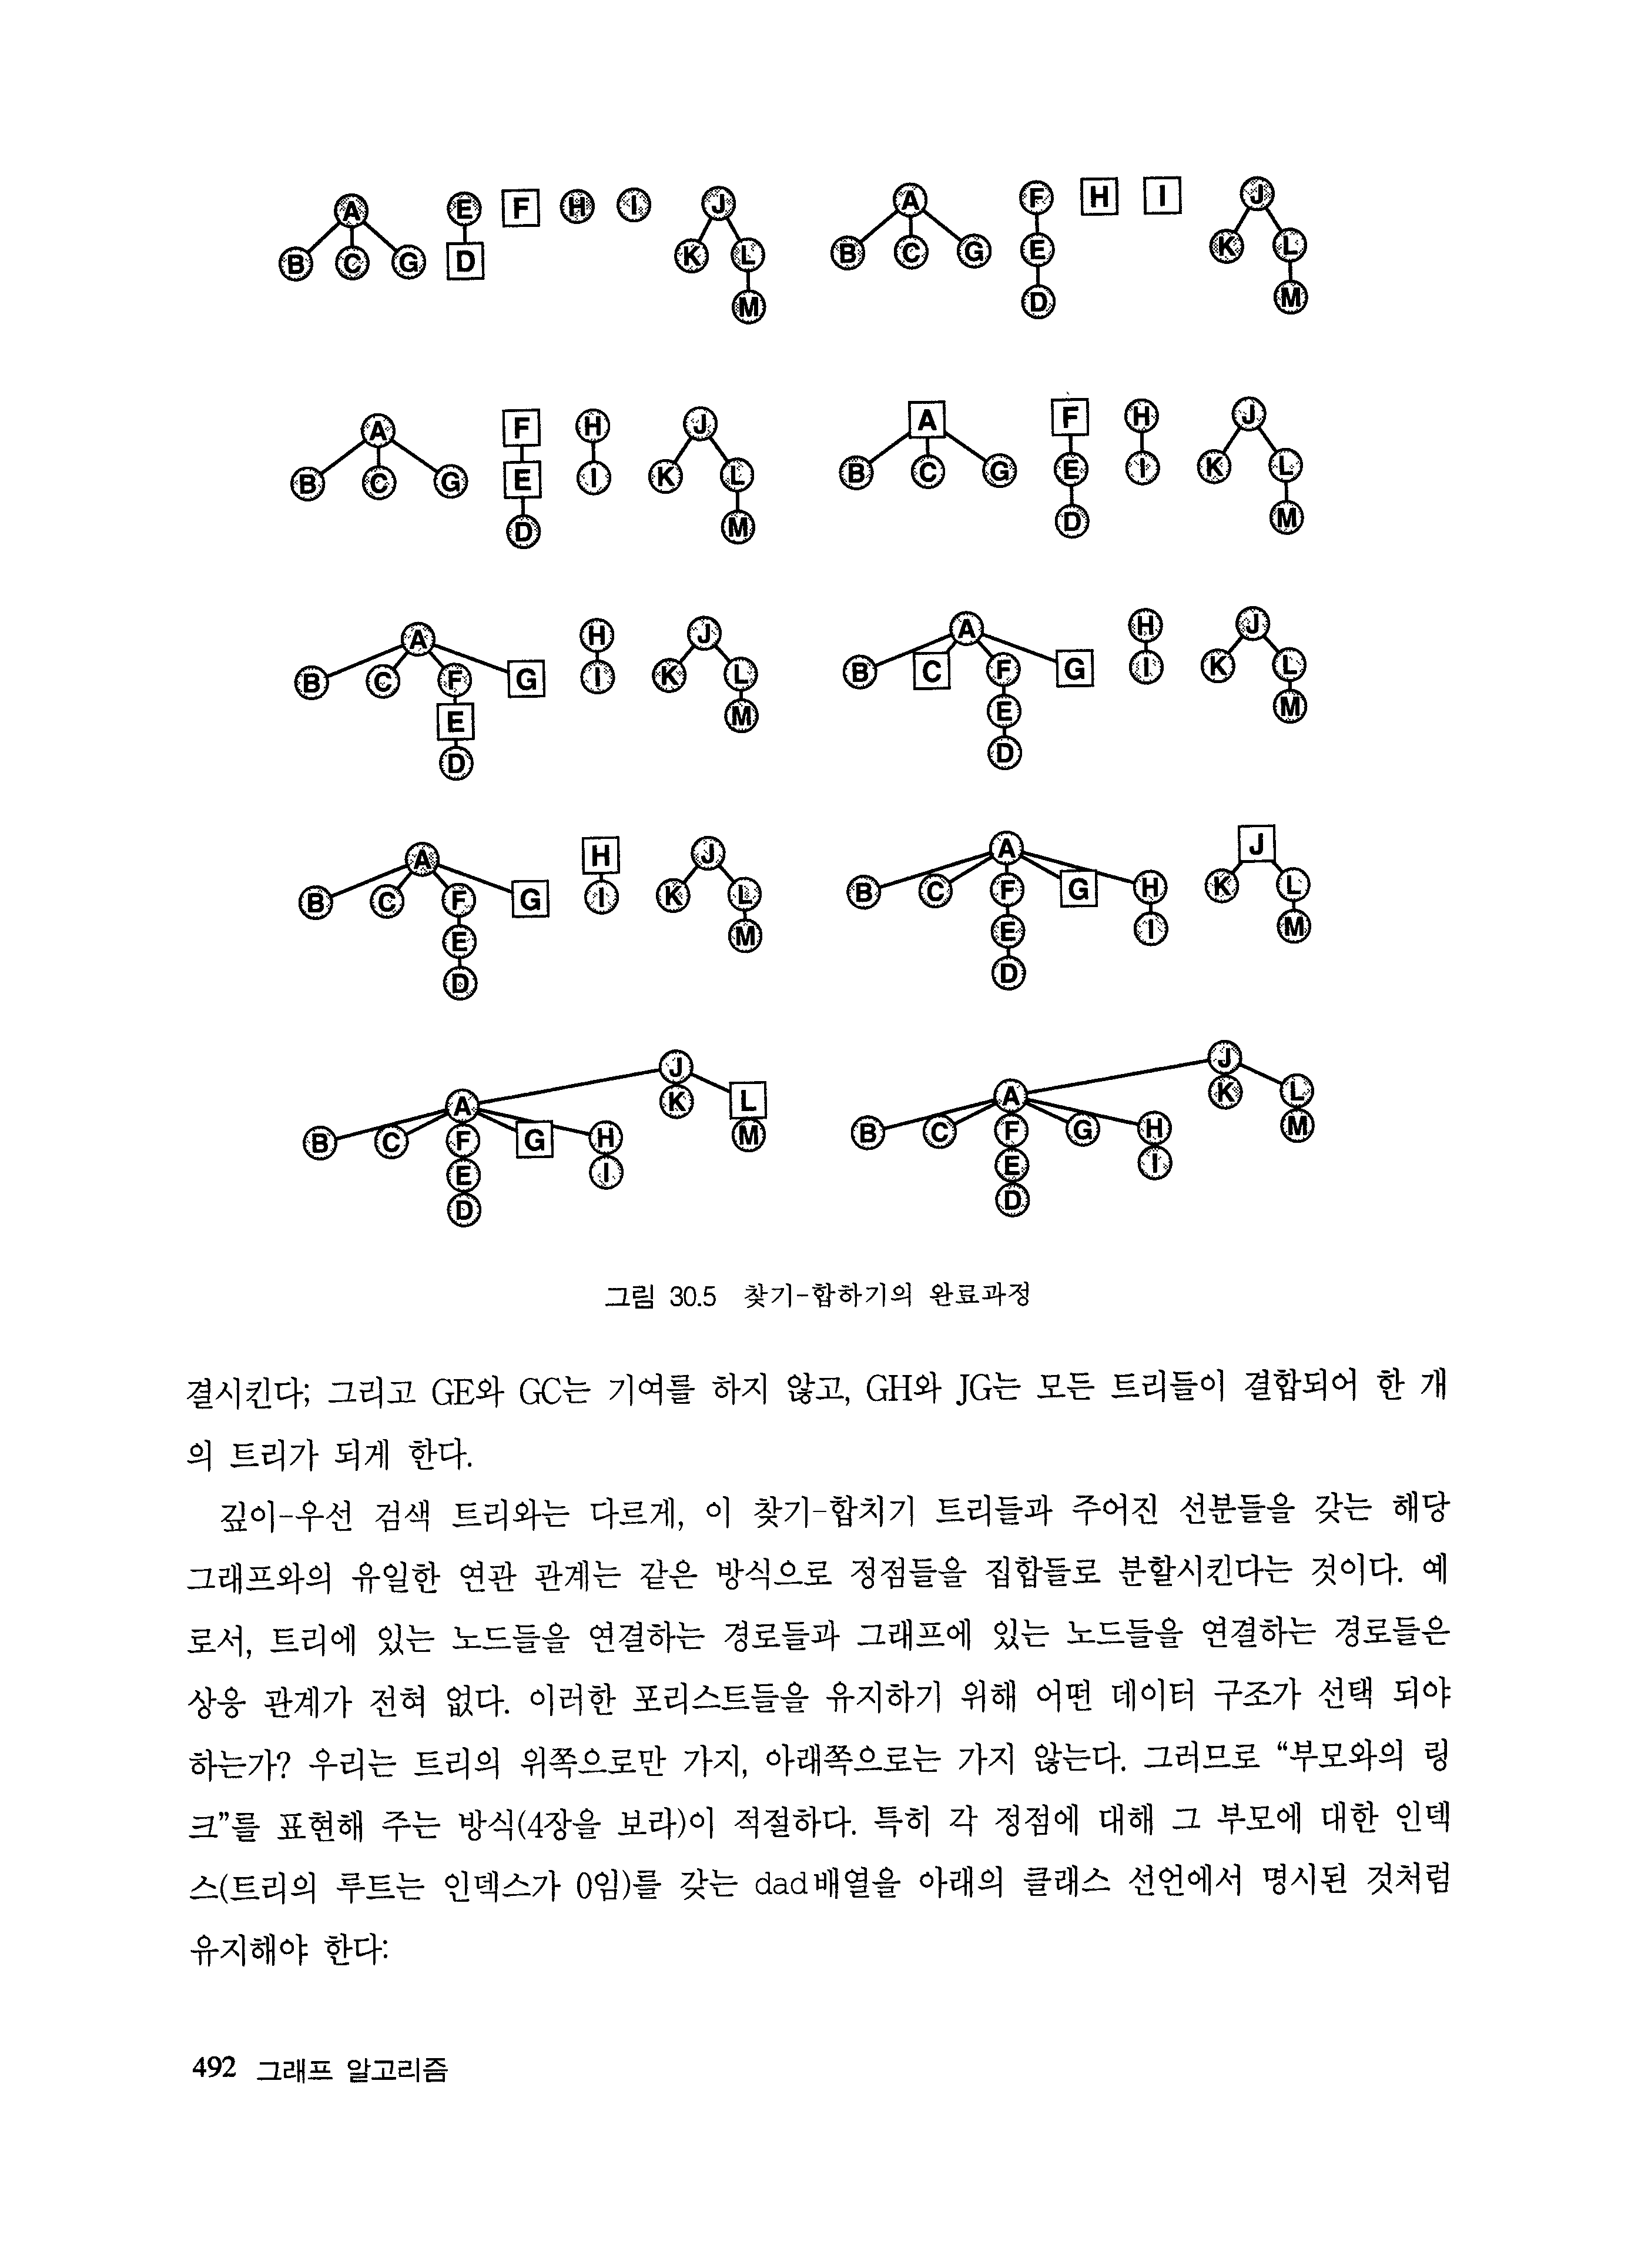 A E F H I J A F H I J
B C G D K L B C G E K L
M D M
A F H J A F H J
B C G E I K L B C G E I K L
D M D M
A H J A H J
B C F G I K L B C F G I K L
E M E M
D D
A H J A J
B C F G I K L B C F G H K L
E M E I M
D D
J J
A K L A K L
B C F G H M B C F G H M
E I E I
D D
그림 30.5 찾기-합하기의 완료과정
결시킨다; 그리고 GE와 GC는 기여를 하지 않고, GH와 JG는 모든 트리들이 결합되어 한 개
의 트리가 되게 한다.
깊이-우선 검색 트리와는 다르게, 이 찾기-합치기 트리들과 주어진 선분들을 갖는 해당
그래프와의 유일한 연관 관계는 같은 방식으로 정점들을 집합들로 분할시킨다는 것이다. 예
로서, 트리에 있는 노드들을 연결하는 경로들과 그래프에 있는 노드들을 연결하는 경로들은
상응 관계가 전혀 없다. 이러한 포리스트들을 유지하기 위해 어떤 데이터 구조가 선택 되야
하는가? 우리는 트리의 위쪽으로만 가지, 아래쪽으로는 가지 않는다. 그러므로 “부모와의 링
크”를 표현해 주는 방식(4장을 보라)이 적절하다. 특히 각 정점에 대해 그 부모에 대한 인덱
스(트리의 루트는 인덱스가 0임)를 갖는 dad배열을 아래의 클래스 선언에서 명시된 것처럼
유지해야 한다:
492 그래프 알고리즘